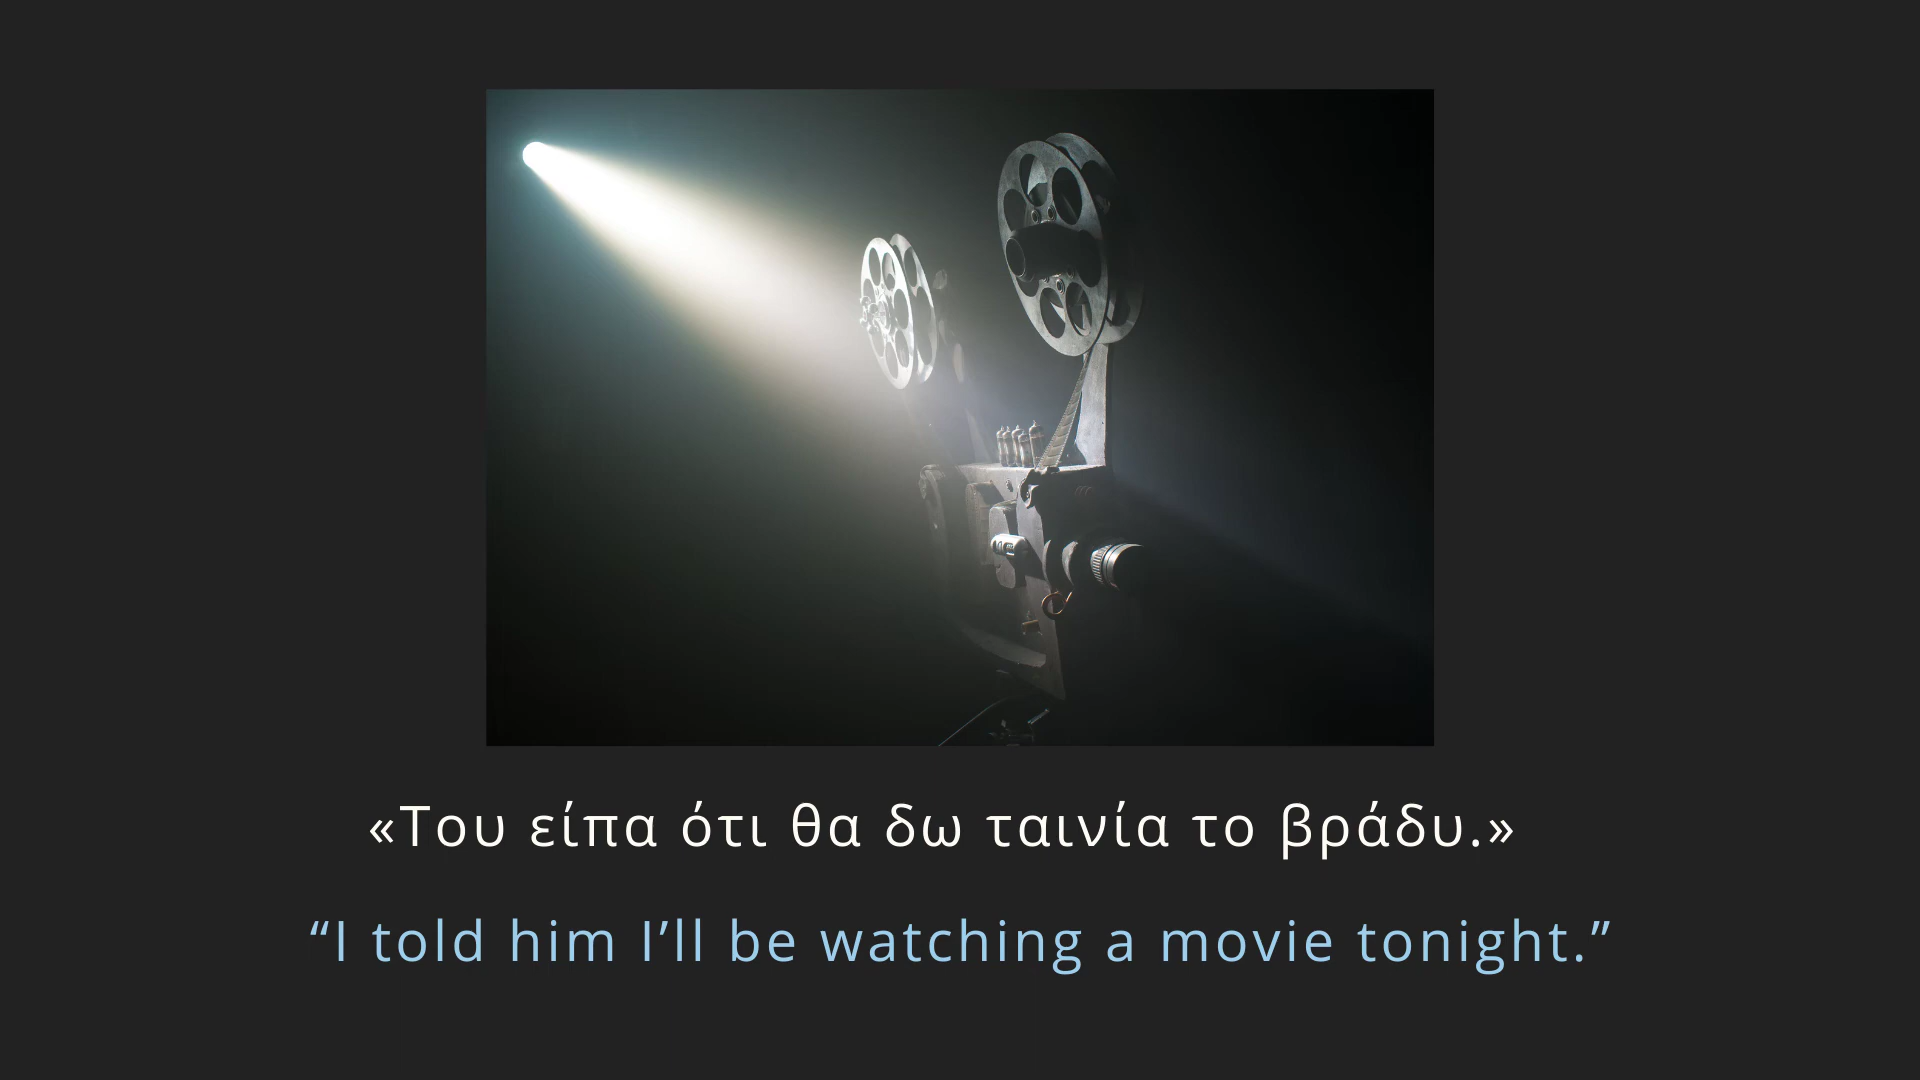 «Του είπα ότι θα δω ταινία το βράδυ.»
“I told him I’ll be watching a movie tonight.”